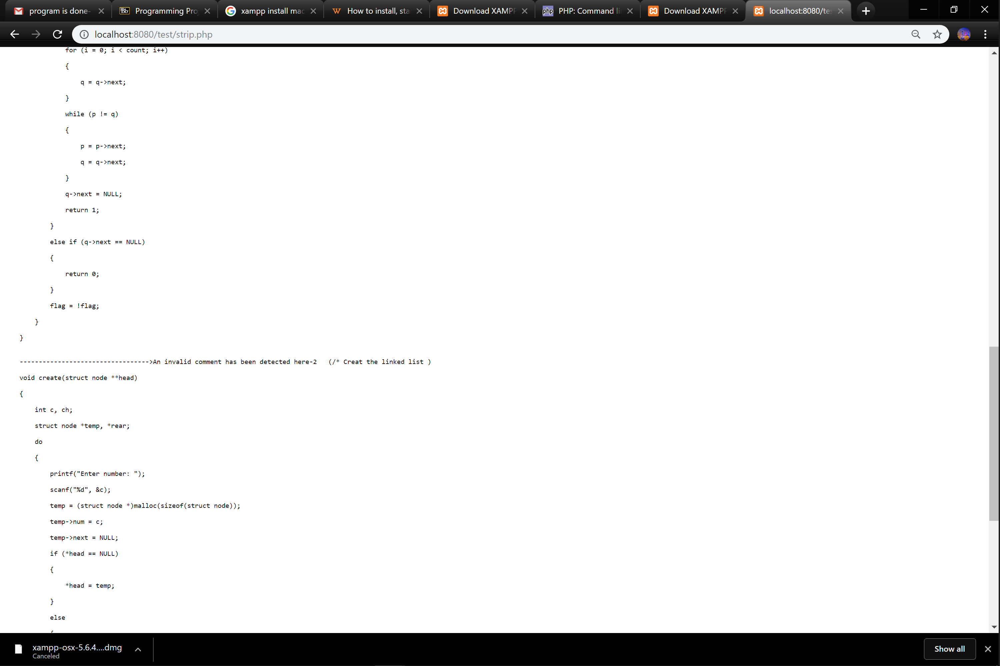 program is done-
Bb Programming Pro
xampp install mac
W How to install, sta
Download XAMPP
php PHP: Command li
Download XAMPP
localhost:8080/tes
localhost:8080/test/strip.php
for (i = 0; i < count; i++)
{
q = q->next;
}
while (p != q)
{
p = p->next;
q = q->next;
}
q->next = NULL;
return 1;
}
else if (q->next == NULL)
{
return 0;
}
flag = !flag;
}
}
---------------------------------->An invalid comment has been detected here-2   (/* Creat the linked list )
void create(struct node **head)
{
int c, ch;
struct node *temp, *rear;
do
{
printf("Enter number: ");
scanf("%d", &c);
temp = (struct node *)malloc(sizeof(struct node));
temp->num = c;
temp->next = NULL;
if (*head == NULL)
{
*head = temp;
}
else
{
xampp-osx-5.6.4....dmg
Canceled
Show all